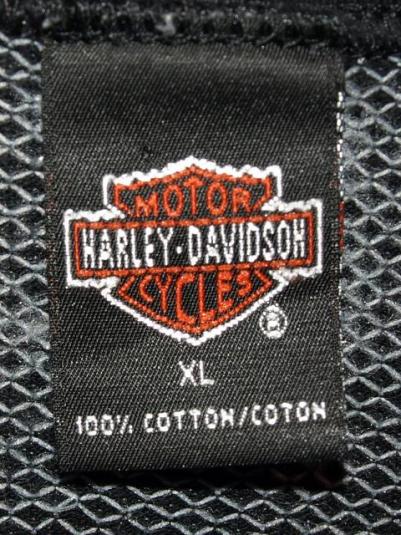 MOTOR
HARLEY-DAVIDSON
CYCLES
®
XL
100% COTTON/COTON